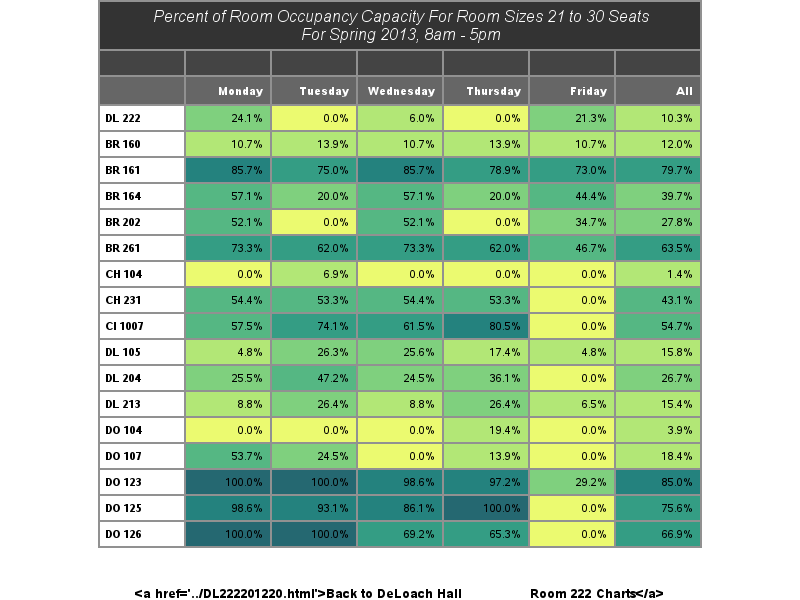 Percent of Room Occupancy Capacity For Room Sizes 21 to 30 Seats
For Spring 2013, 8am - 5pm
Monday Tuesday Wednesday Thursday Friday All
DL 222 24.1% 0.0% 6.0% 0.0% 21.3% 10.3%
BR 160 10.7% 13.9% 10.7% 13.9% 10.7% 12.0%
BR 161 85.7% 75.0% 85.7% 78.9% 73.0% 79.7%
BR 164 57.1% 20.0% 57.1% 20.0% 44.4% 39.7%
BR 202 52.1% 0.0% 52.1% 0.0% 34.7% 27.8%
BR 261 73.3% 62.0% 73.3% 62.0% 46.7% 63.5%
CH 104 0.0% 6.9% 0.0% 0.0% 0.0% 1.4%
CH 231 54.4% 53.3% 54.4% 53.3% 0.0% 43.1%
CI 1007 57.5% 74.1% 61.5% 80.5% 0.0% 54.7%
DL 105 4.8% 26.3% 25.6% 17.4% 4.8% 15.8%
DL 204 25.5% 47.2% 24.5% 36.1% 0.0% 26.7%
DL 213 8.8% 26.4% 8.8% 26.4% 6.5% 15.4%
DO 104 0.0% 0.0% 0.0% 19.4% 0.0% 3.9%
DO 107 53.7% 24.5% 0.0% 13.9% 0.0% 18.4%
DO 123 100.0% 100.0% 98.6% 97.2% 29.2% 85.0%
DO 125 98.6% 93.1% 86.1% 100.0% 0.0% 75.6%
DO 126 100.0% 100.0% 69.2% 65.3% 0.0% 66.9%
<a href='../DL222201220.html'>Back to DeLoach Hall Room 222 Charts</a>